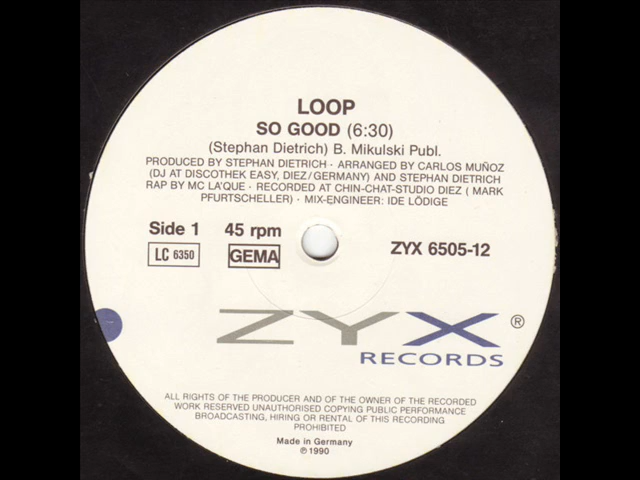 LOOP
SO GOOD (6:30)
(Stephan Dietrich) B. Mikulski Publ.
PRODUCED BY STEPHAN DIETRICH · ARRANGED BY CARLOS MUÑOZ
(DJ AT DISCOTHEK EASY, DIEZ/GERMANY) AND STEPHAN DIETRICH
RAP BY MC LA'QUE · RECORDED AT CHIN-CHAT-STUDIO DIEZ ( MARK
PFURTSCHELLER) · MIX-ENGINEER: IDE LÖDIGE
Side 1 45 rpm ZYX 6505-12
LC 6350 GEMA
ZYX ®
RECORDS
ALL RIGHTS OF THE PRODUCER AND OF THE OWNER OF THE RECORDED
WORK RESERVED UNAUTHORISED COPYING PUBLIC PERFORMANCE
BROADCASTING, HIRING OR RENTAL OF THIS RECORDING
PROHIBITED
Made in Germany
℗ 1990